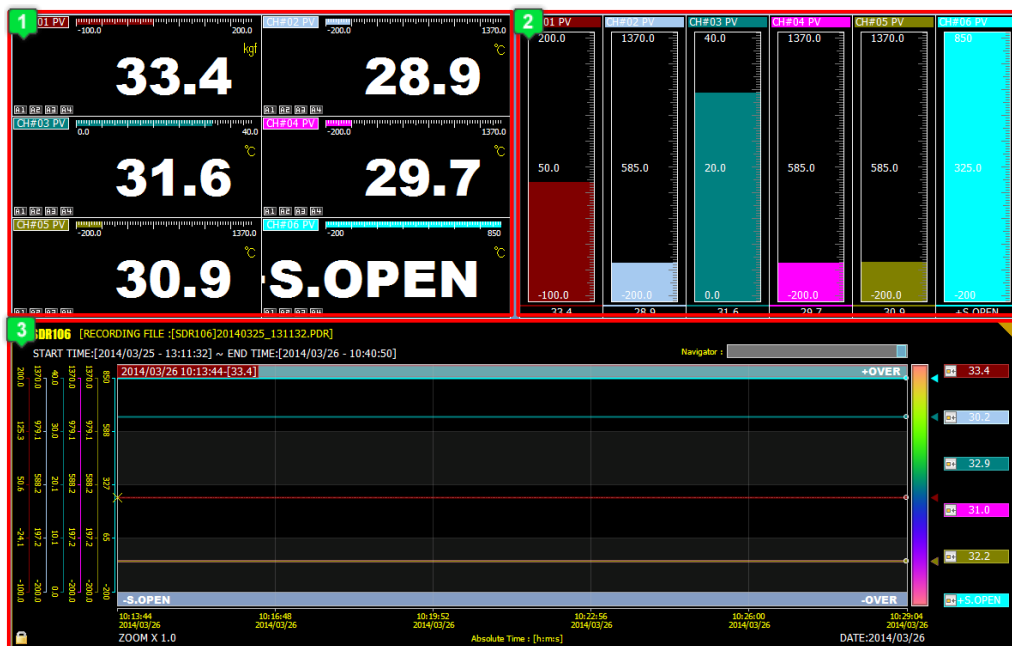 1
01 PV -100.0 200.0
kgf
33.4
A1 A2 A3 A4
CH#02 PV -200.0 1370.0
℃
28.9
A1 A2 A3 A4
CH#03 PV 0.0 40.0
℃
31.6
A1 A2 A3 A4
CH#04 PV -200.0 1370.0
℃
29.7
A1 A2 A3 A4
CH#05 PV -200.0 1370.0
℃
30.9
A1 A2 A3 A4
CH#06 PV -200 850
℃
+S.OPEN
A1 A2 A3 A4
2
01 PV CH#02 PV CH#03 PV CH#04 PV CH#05 PV CH#06 PV
200.0 1370.0 40.0 1370.0 1370.0 850
50.0 585.0 20.0 585.0 585.0 325.0
-100.0 -200.0 0.0 -200.0 -200.0 -200
33.4 28.9 31.6 29.7 30.9 +S.OPEN
3
SDR106 [RECORDING FILE :[SDR106]20140325_131132.PDR]
START TIME:[2014/03/25 - 13:11:32] ~ END TIME:[2014/03/26 - 10:40:50]
Navigator :
200.0 1370.0 40.0 1370.0 1370.0 850
125.3 979.1 30.0 979.1 979.1 588
50.6 588.2 20.1 588.2 588.2 327
-24.1 197.2 10.1 197.2 197.2 65
-100.0 -200.0 0.0 -200.0 -200.0 -200
2014/03/26 10:13:44-[33.4] +OVER
-S.OPEN -OVER
33.4
30.2
32.9
31.0
32.2
+S.OPEN
10:13:44 10:16:48 10:19:52 10:22:56 10:26:00 10:29:04
2014/03/26 2014/03/26 2014/03/26 2014/03/26 2014/03/26 2014/03/26
ZOOM X 1.0 Absolute Time : [h:m:s] DATE:2014/03/26